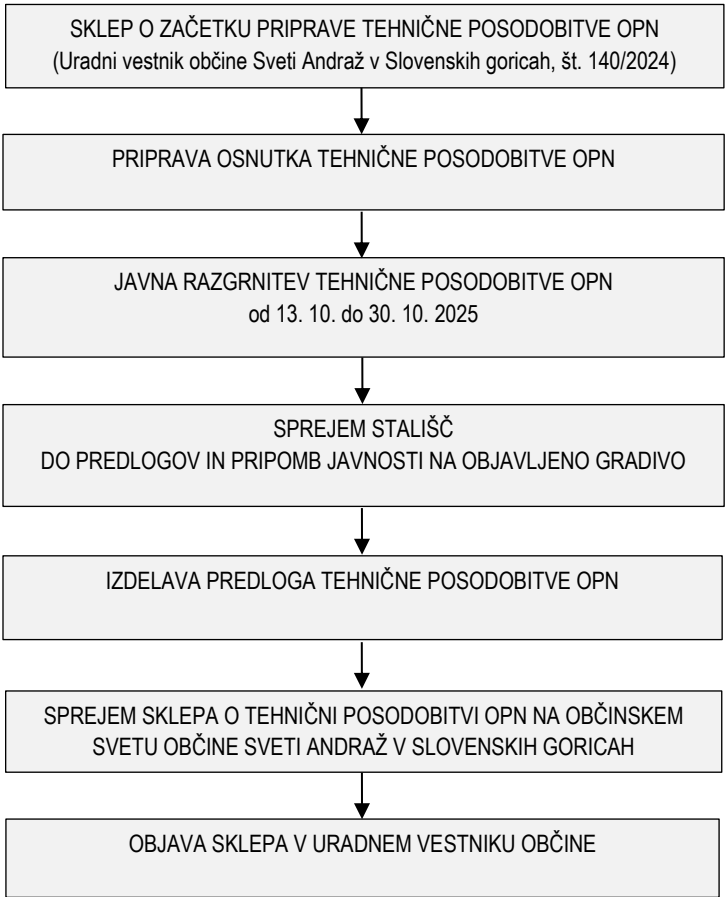 SKLEP O ZAČETKU PRIPRAVE TEHNIČNE POSODOBITVE OPN
(Uradni vestnik občine Sveti Andraž v Slovenskih goricah, št. 140/2024)
PRIPRAVA OSNUTKA TEHNIČNE POSODOBITVE OPN
JAVNA RAZGRNITEV TEHNIČNE POSODOBITVE OPN
od 13. 10. do 30. 10. 2025
SPREJEM STALIŠČ
DO PREDLOGOV IN PRIPOMB JAVNOSTI NA OBJAVLJENO GRADIVO
IZDELAVA PREDLOGA TEHNIČNE POSODOBITVE OPN
SPREJEM SKLEPA O TEHNIČNI POSODOBITVI OPN NA OBČINSKEM
SVETU OBČINE SVETI ANDRAŽ V SLOVENSKIH GORICAH
OBJAVA SKLEPA V URADNEM VESTNIKU OBČINE